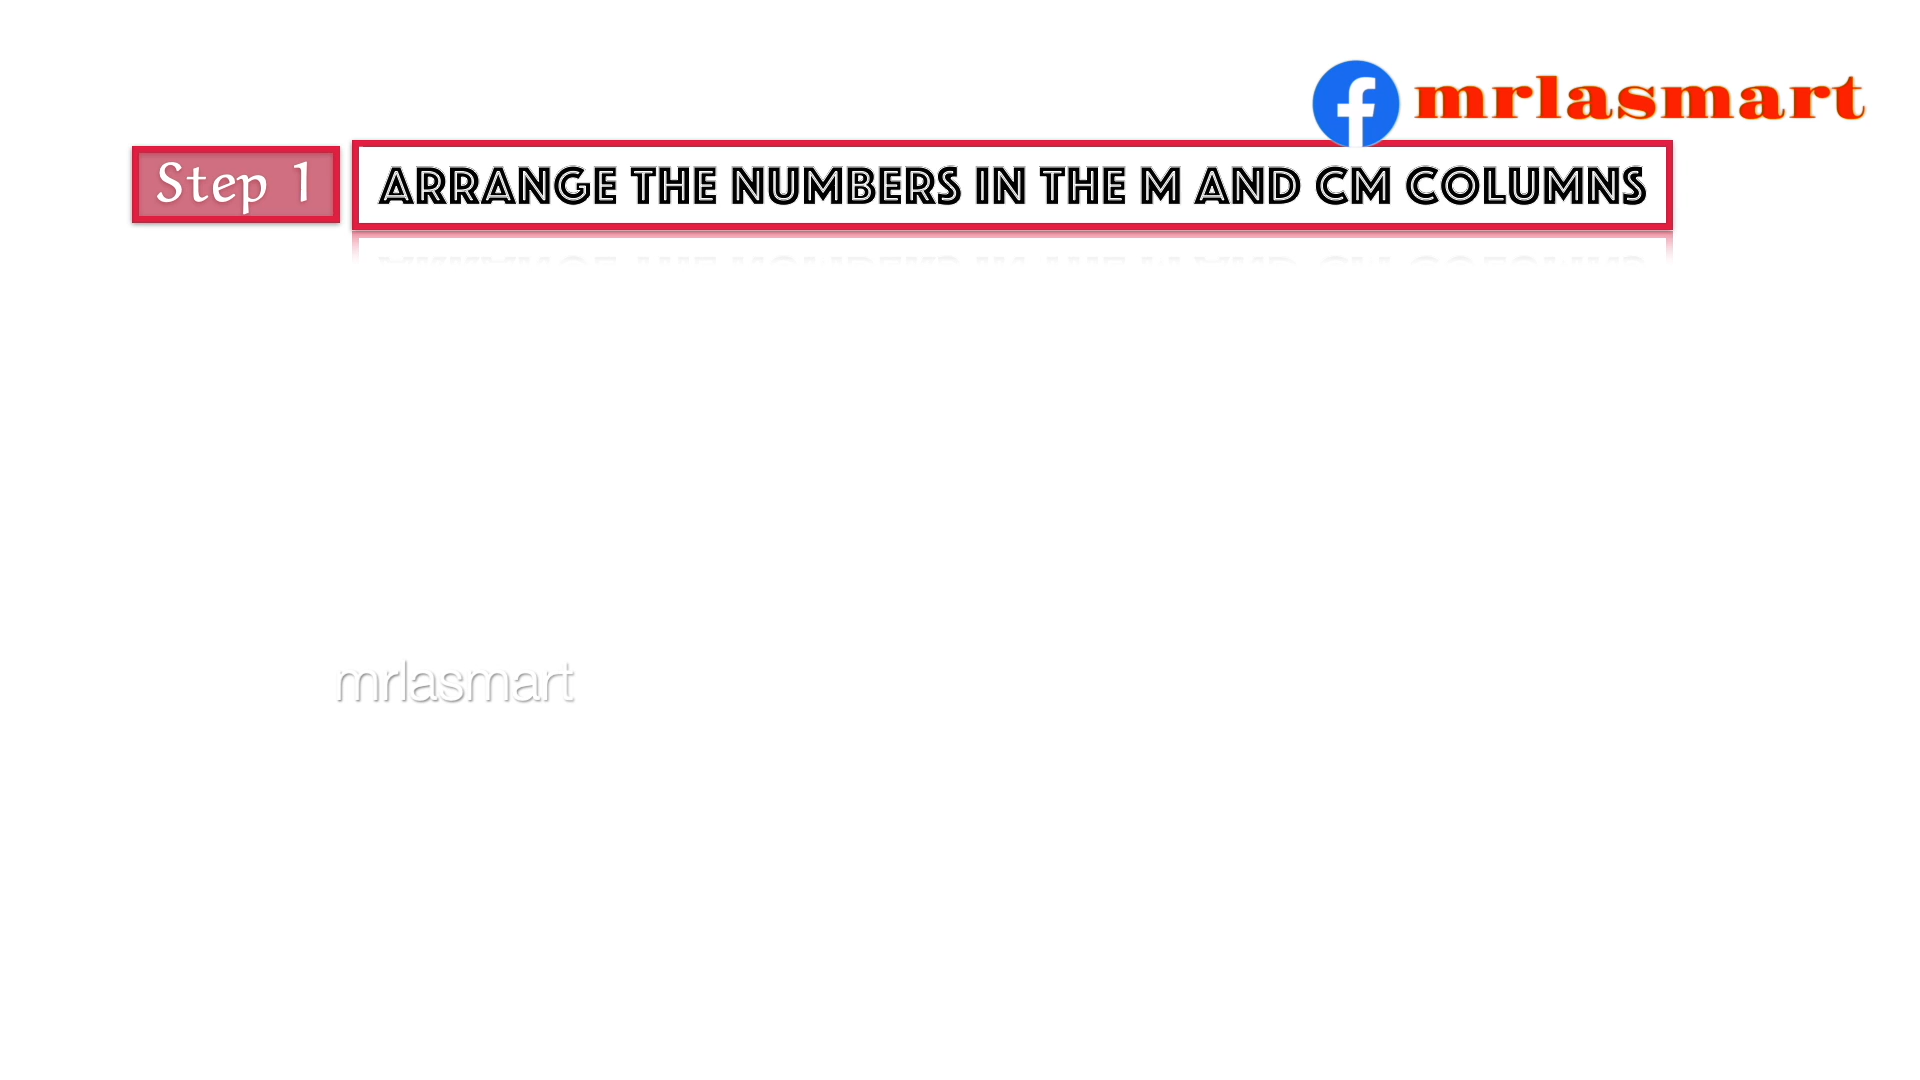 mrlasmart
Step 1
ARRANGE THE NUMBERS IN THE M AND CM COLUMNS
mrlasmart